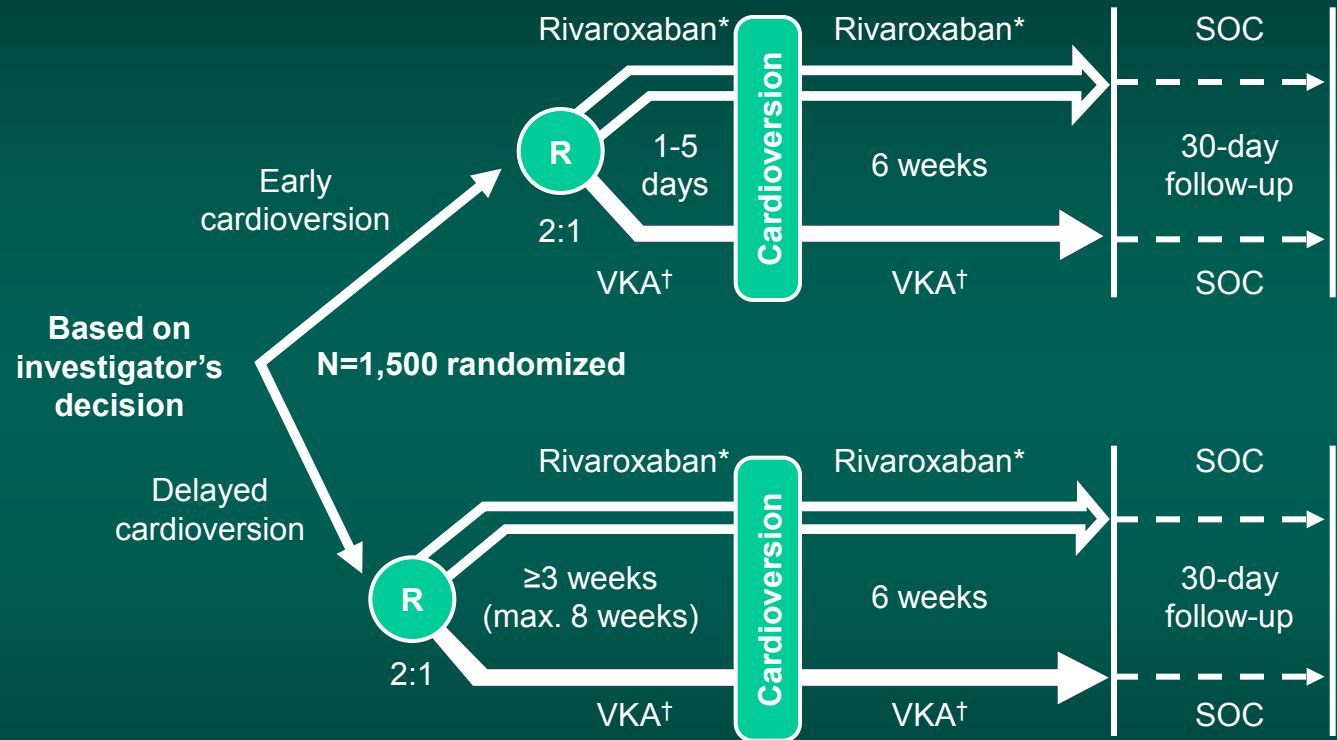 Rivaroxaban*
Rivaroxaban*
SOC
Cardioversion
R
1-5
days
6 weeks
30-day
follow-up
Early
cardioversion
2:1
VKA†
VKA†
SOC
Based on
investigator’s
decision
N=1,500 randomized
Rivaroxaban*
Rivaroxaban*
SOC
Delayed
cardioversion
Cardioversion
R
≥3 weeks
(max. 8 weeks)
6 weeks
30-day
follow-up
2:1
VKA†
VKA†
SOC